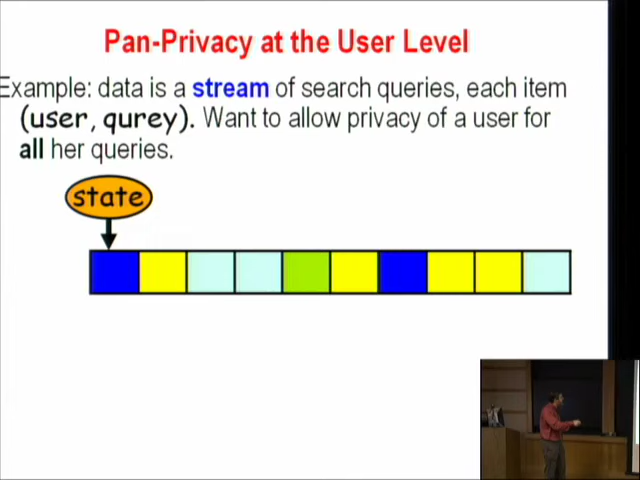 Pan-Privacy at the User Level
Example: data is a stream of search queries, each item
(user, qurey). Want to allow privacy of a user for
all her queries.
state